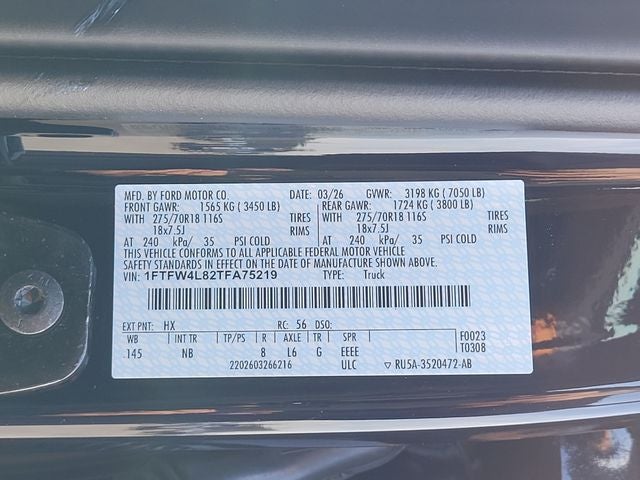 MFD. BY FORD MOTOR CO. DATE: 03/26 GVWR: 3198 KG ( 7050 LB)
FRONT GAWR: 1565 KG ( 3450 LB) REAR GAWR: 1724 KG ( 3800 LB)
WITH 275/70R18 116S TIRES WITH 275/70R18 116S TIRES
18x7.5J RIMS 18x7.5J RIMS
AT 240 kPa/ 35 PSI COLD AT 240 kPa/ 35 PSI COLD
THIS VEHICLE CONFORMS TO ALL APPLICABLE FEDERAL MOTOR VEHICLE
SAFETY STANDARDS IN EFFECT ON THE DATE OF MANUFACTURE SHOWN ABOVE.
VIN: 1FTFW4L82TFA75219 TYPE: Truck
EXT PNT: HX RC: 56 DSO: F0023
WB INT TR TP/PS R AXLE TR SPR T0308
.145 NB 8 L6 G EEEE
2202603266216 ULC ▽ RU5A-3520472-AB